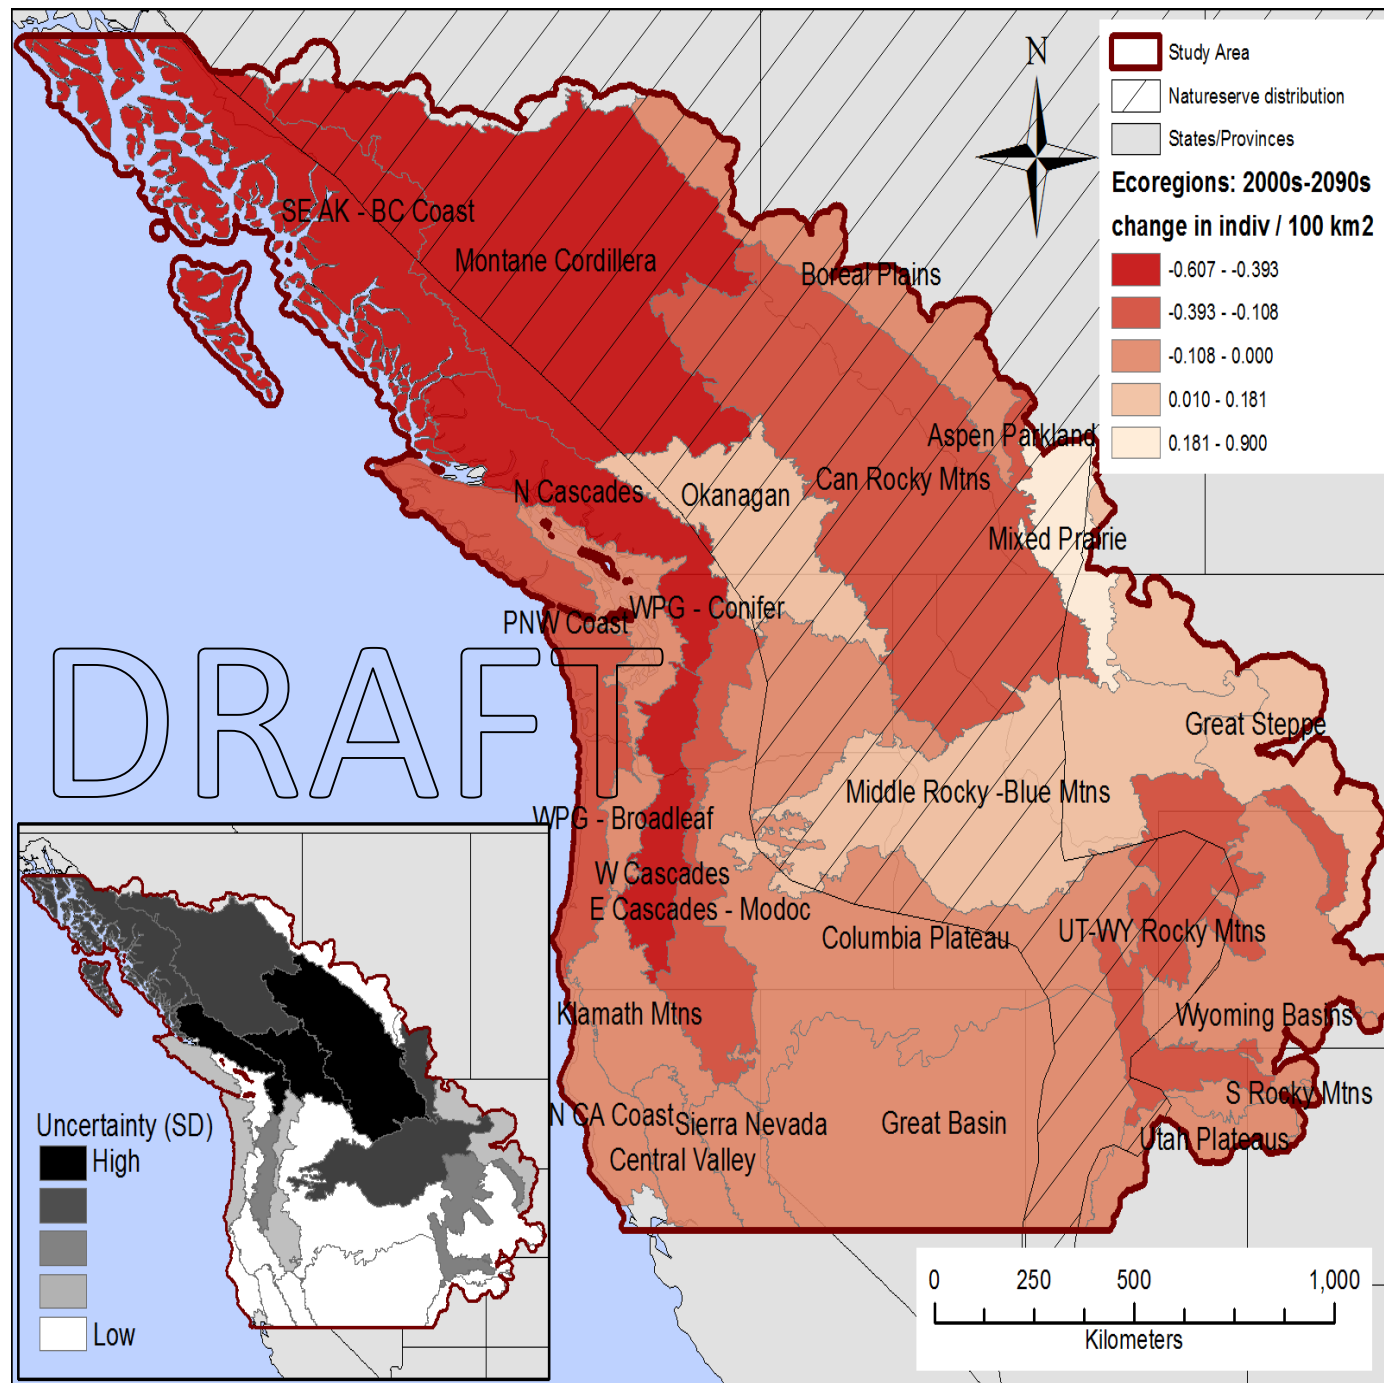 N
Study Area
Natureserve distribution
States/Provinces
Ecoregions: 2000s-2090s
change in indiv / 100 km2
-0.607 - -0.393
-0.393 - -0.108
-0.108 - 0.000
0.010 - 0.181
0.181 - 0.900
SE AK - BC Coast
Montane Cordillera
Boreal Plains
Aspen Parkland
Can Rocky Mtns
N Cascades
Okanagan
Mixed Prairie
WPG - Conifer
PNW Coast
DRAFT
Great Steppe
Middle Rocky -Blue Mtns
WPG - Broadleaf
W Cascades
E Cascades - Modoc
Columbia Plateau
UT-WY Rocky Mtns
Klamath Mtns
Wyoming Basins
S Rocky Mtns
N CA Coast
Sierra Nevada
Great Basin
Utah Plateaus
Central Valley
Uncertainty (SD)
High
Low
0 250 500 1,000
Kilometers